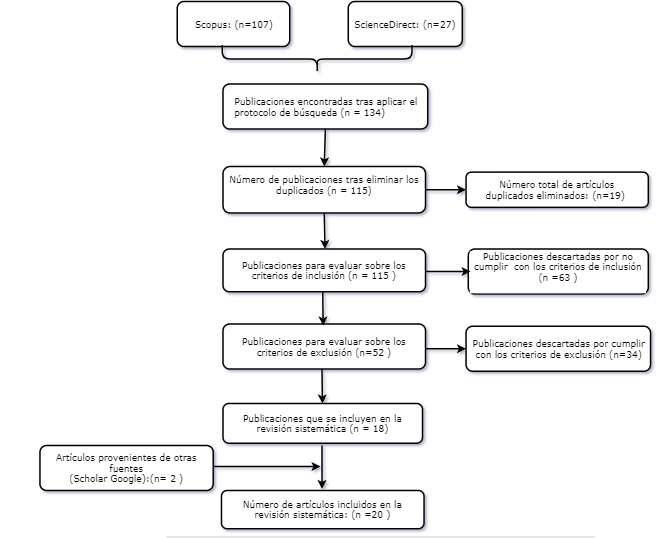 Scopus: (n=107)
ScienceDirect: (n=27)
Publicaciones encontradas tras aplicar el
protocolo de búsqueda (n = 134)
Número de publicaciones tras eliminar los
duplicados (n = 115)
Número total de artículos
duplicados eliminados: (n=19)
Publicaciones para evaluar sobre los
criterios de inclusión (n = 115 )
Publicaciones descartadas por no
cumplir con los criterios de inclusión
(n =63 )
Publicaciones para evaluar sobre los
criterios de exclusión (n=52 )
Publicaciones descartadas por cumplir
con los criterios de exclusión (n=34)
Publicaciones que se incluyen en la
revisión sistemática (n = 18)
Artículos provenientes de otras
fuentes
(Scholar Google):(n= 2 )
Número de artículos incluidos en la
revisión sistemática: (n =20 )